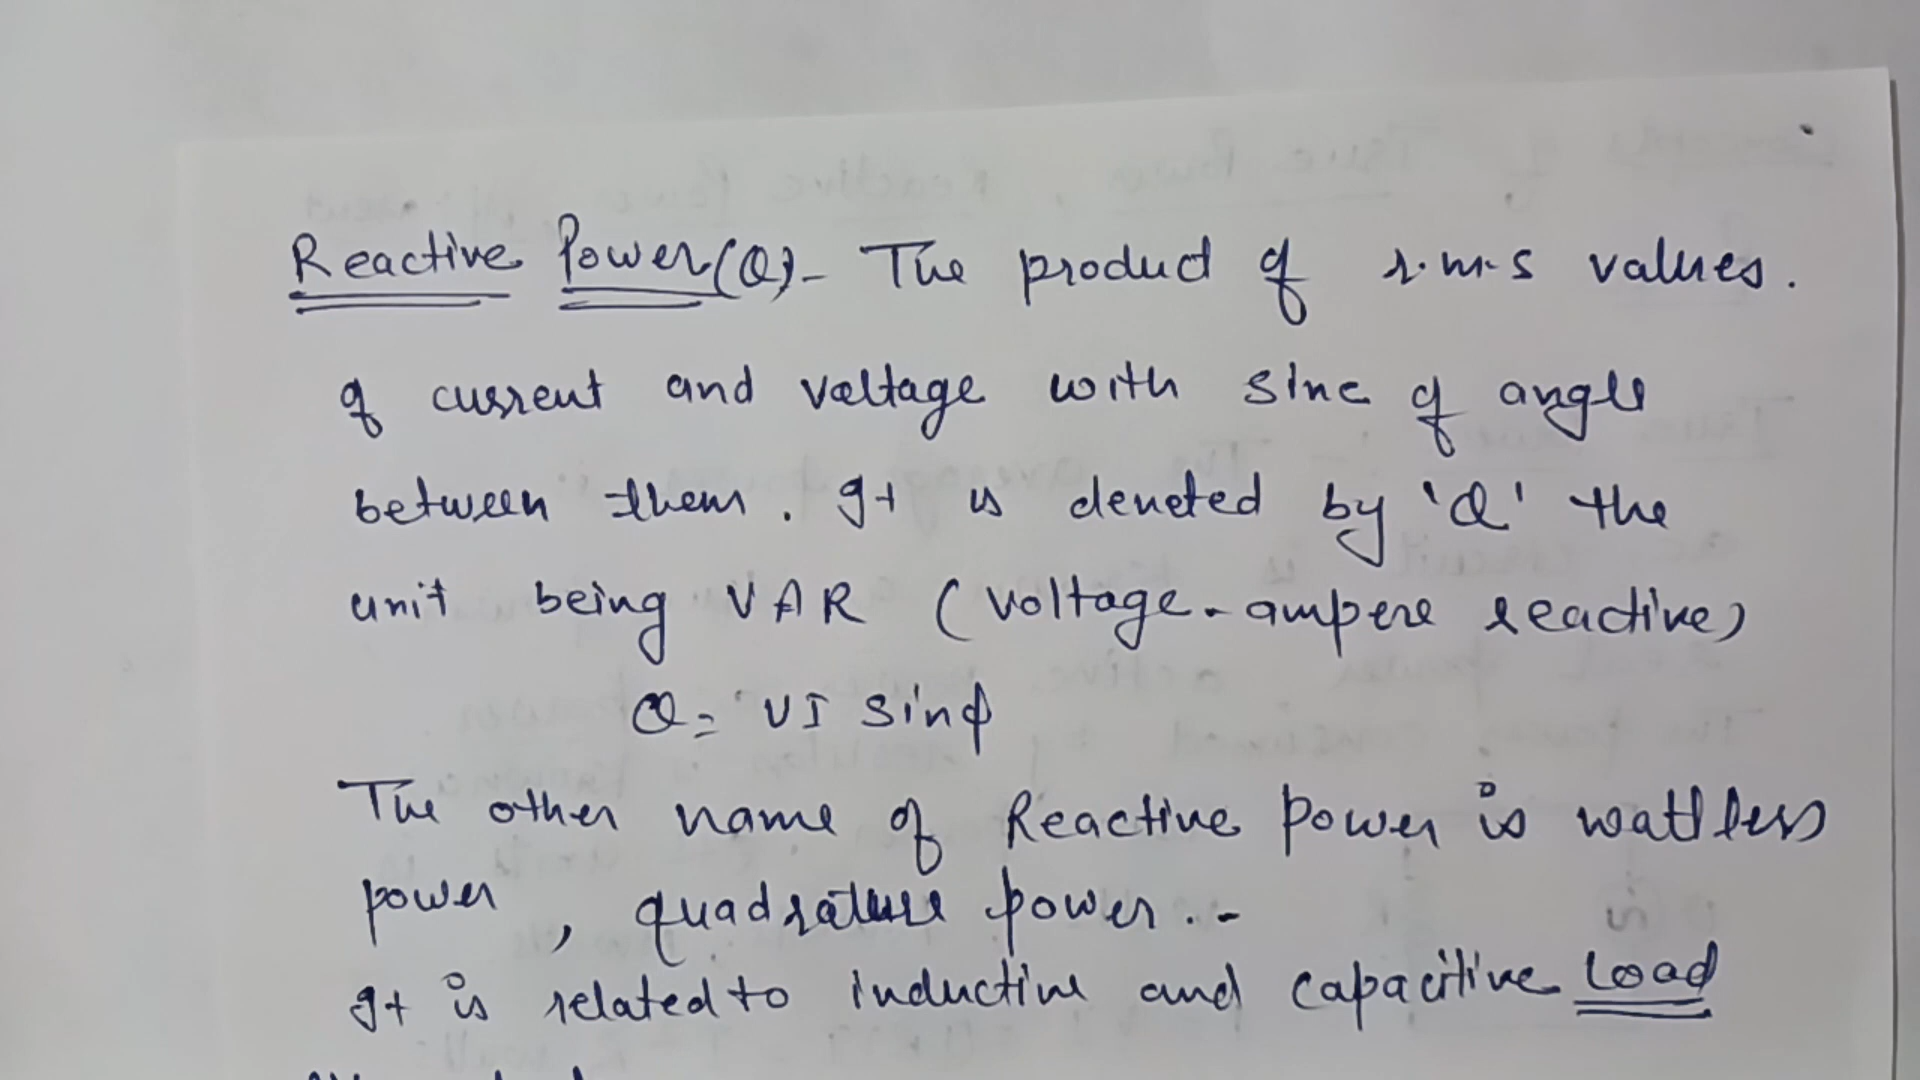 Reactive Power (Q) - The product of r.m.s values.
of current and voltage with sine of angle
between them. It is denoted by 'Q' the
unit being VAR (voltage-ampere reactive)
Q = VI sinφ
The other name of Reactive Power is wattless
power, quadrature power..-
It is related to inductive and capacitive Load